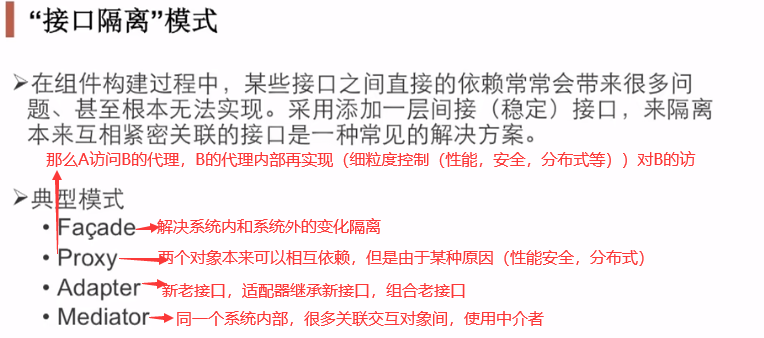 “接口隔离”模式
➢在组件构建过程中，某些接口之间直接的依赖常常会带来很多问
题、甚至根本无法实现。采用添加一层间接（稳定）接口，来隔离
本来互相紧密关联的接口是一种常见的解决方案。
那么A访问B的代理，B的代理内部再实现（细粒度控制（性能，安全，分布式等））对B的访
➢典型模式
• Façade 解决系统内和系统外的变化隔离
• Proxy 两个对象本来可以相互依赖，但是由于某种原因（性能安全，分布式）
• Adapter 新老接口，适配器继承新接口，组合老接口
• Mediator 同一个系统内部，很多关联交互对象间，使用中介者